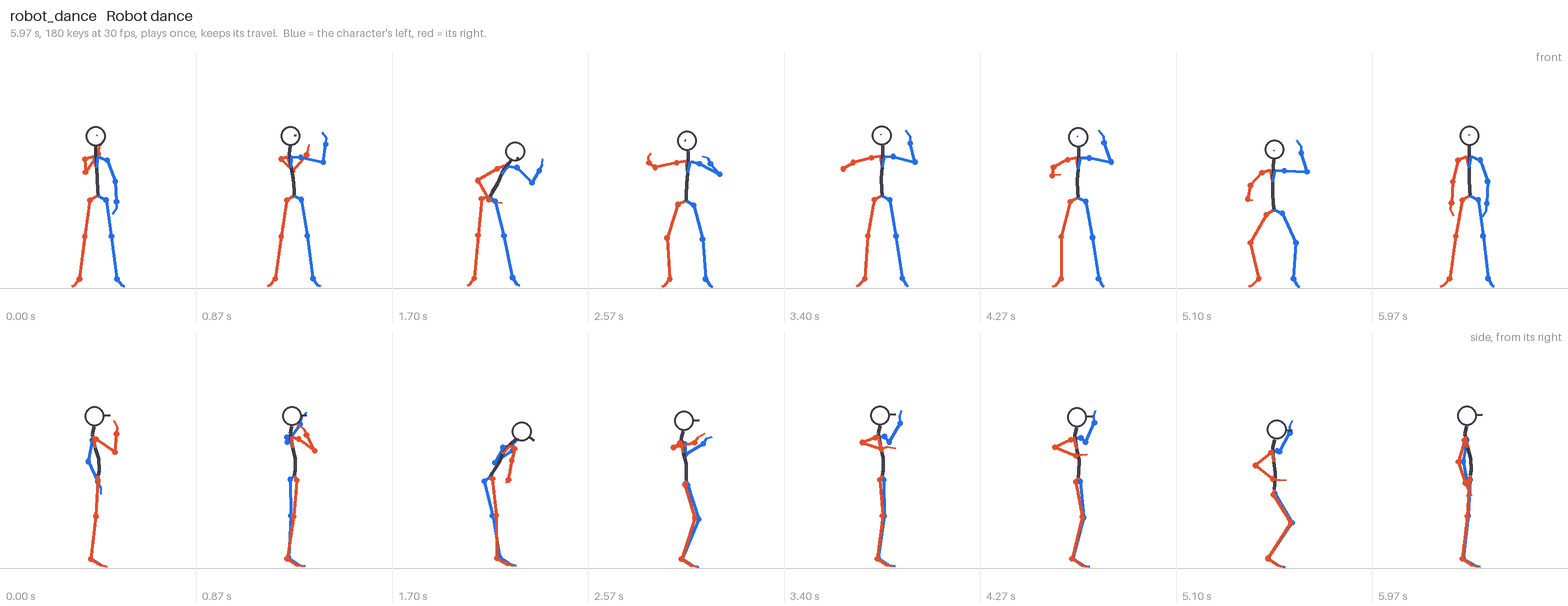 robot_dance Robot dance
5.97 s, 180 keys at 30 fps, plays once, keeps its travel. Blue = the character's left, red = its right.
front
0.00 s 0.87 s 1.70 s 2.57 s 3.40 s 4.27 s 5.10 s 5.97 s
side, from its right
0.00 s 0.87 s 1.70 s 2.57 s 3.40 s 4.27 s 5.10 s 5.97 s